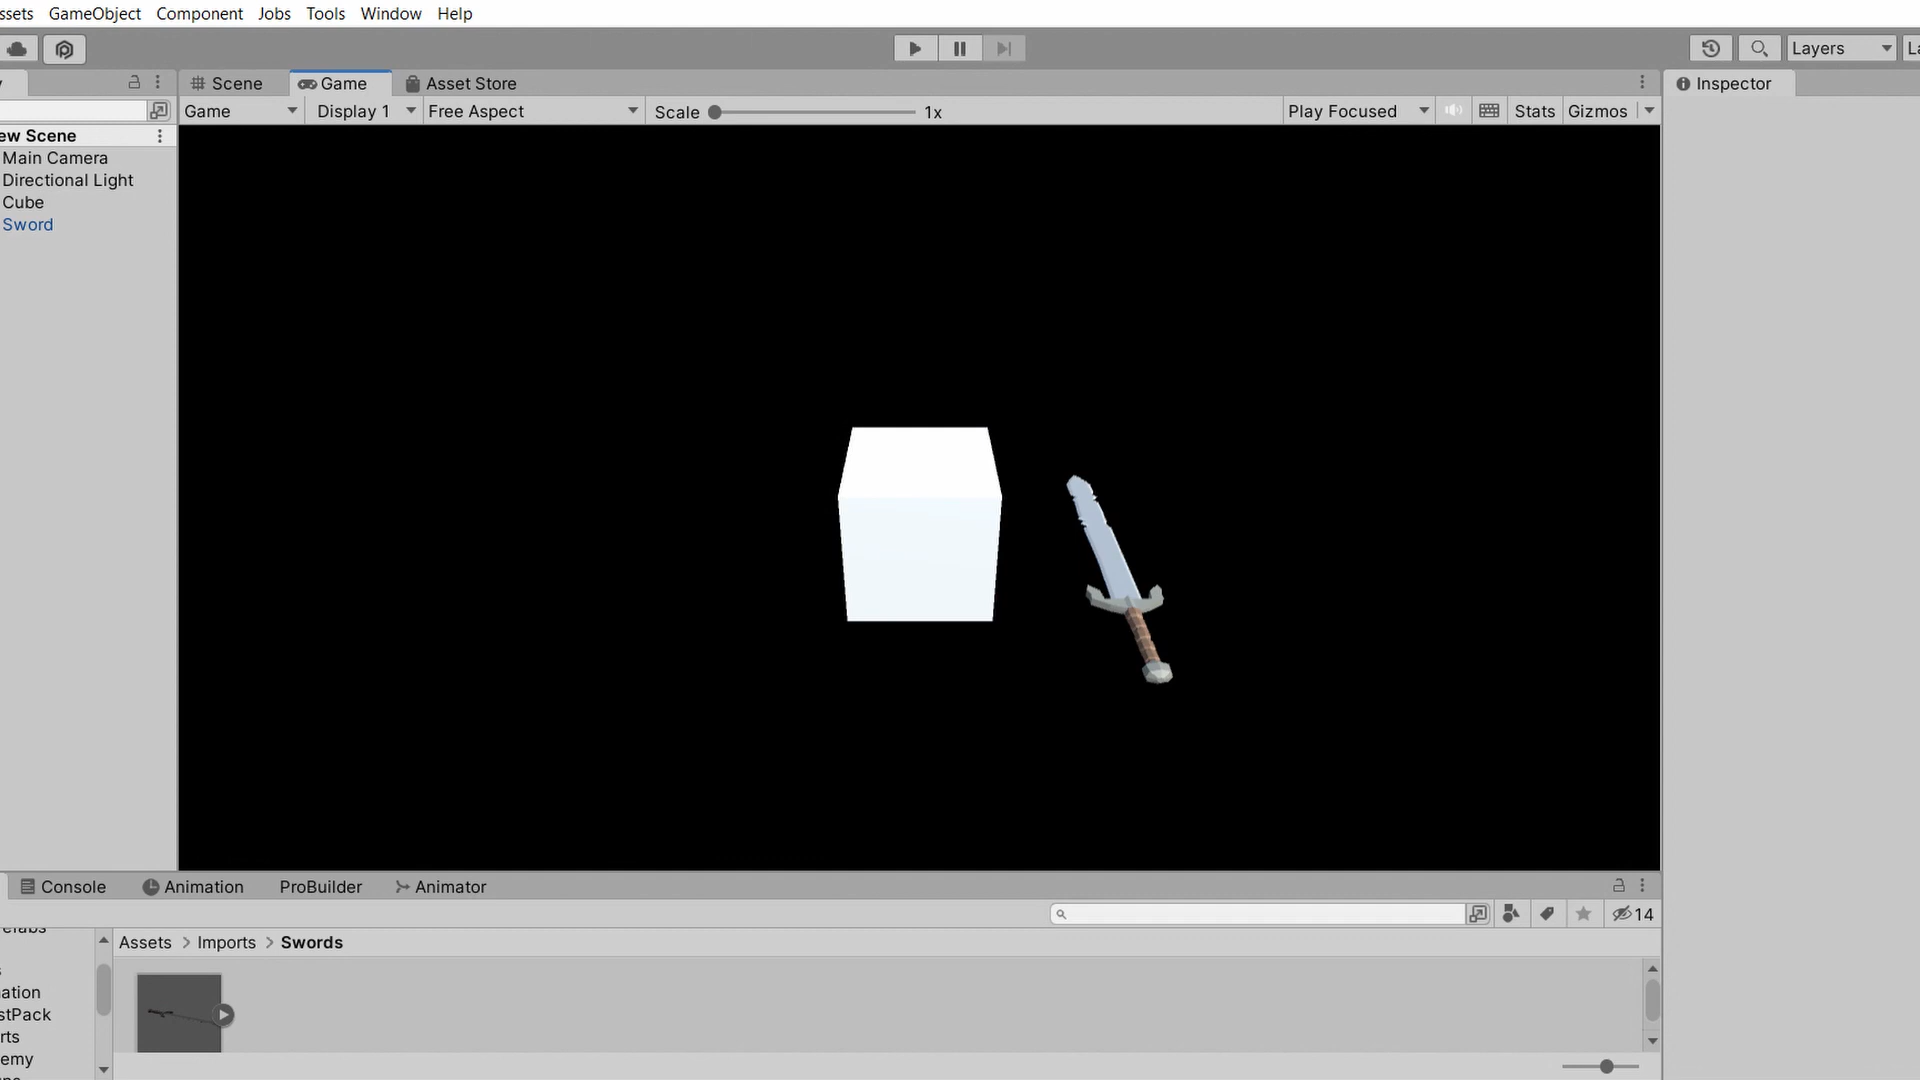 ssets GameObject Component Jobs Tools Window Help
Layers La
Scene Game Asset Store
Inspector
Game Display 1 Free Aspect Scale 1x Play Focused Stats Gizmos
ew Scene
Main Camera
Directional Light
Cube
Sword
Console Animation ProBuilder Animator
14
efabs
Assets > Imports > Swords
s
ation
stPack
rts
emy